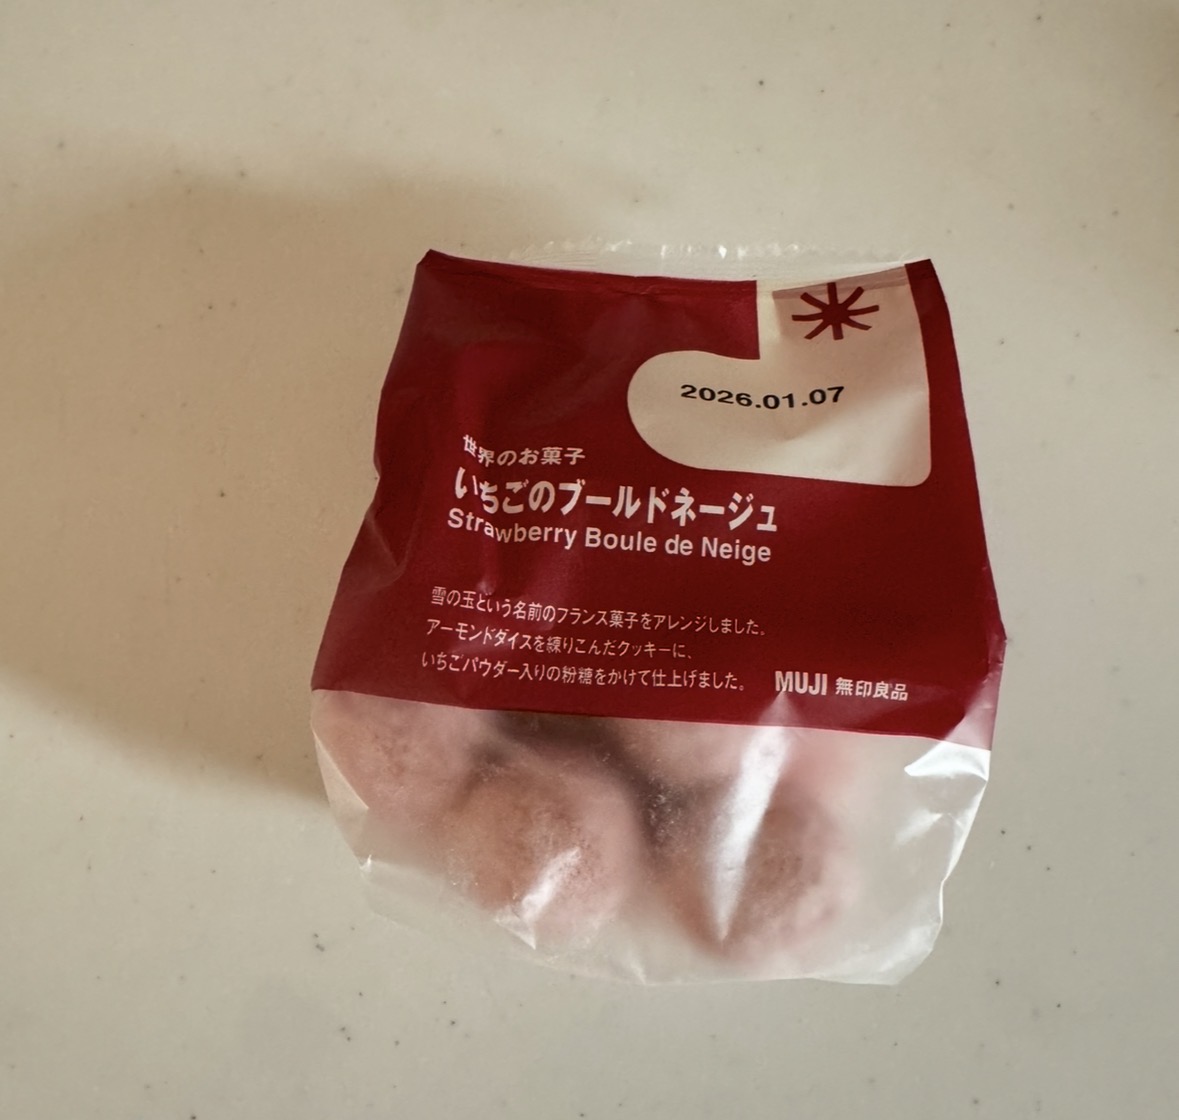 2026.01.07
世界のお菓子
いちごのブールドネージュ
Strawberry Boule de Neige
雪の玉という名前のフランス菓子をアレンジしました。
アーモンドダイスを練りこんだクッキーに、
いちごパウダー入りの粉糖をかけて仕上げました。
MUJI 無印良品